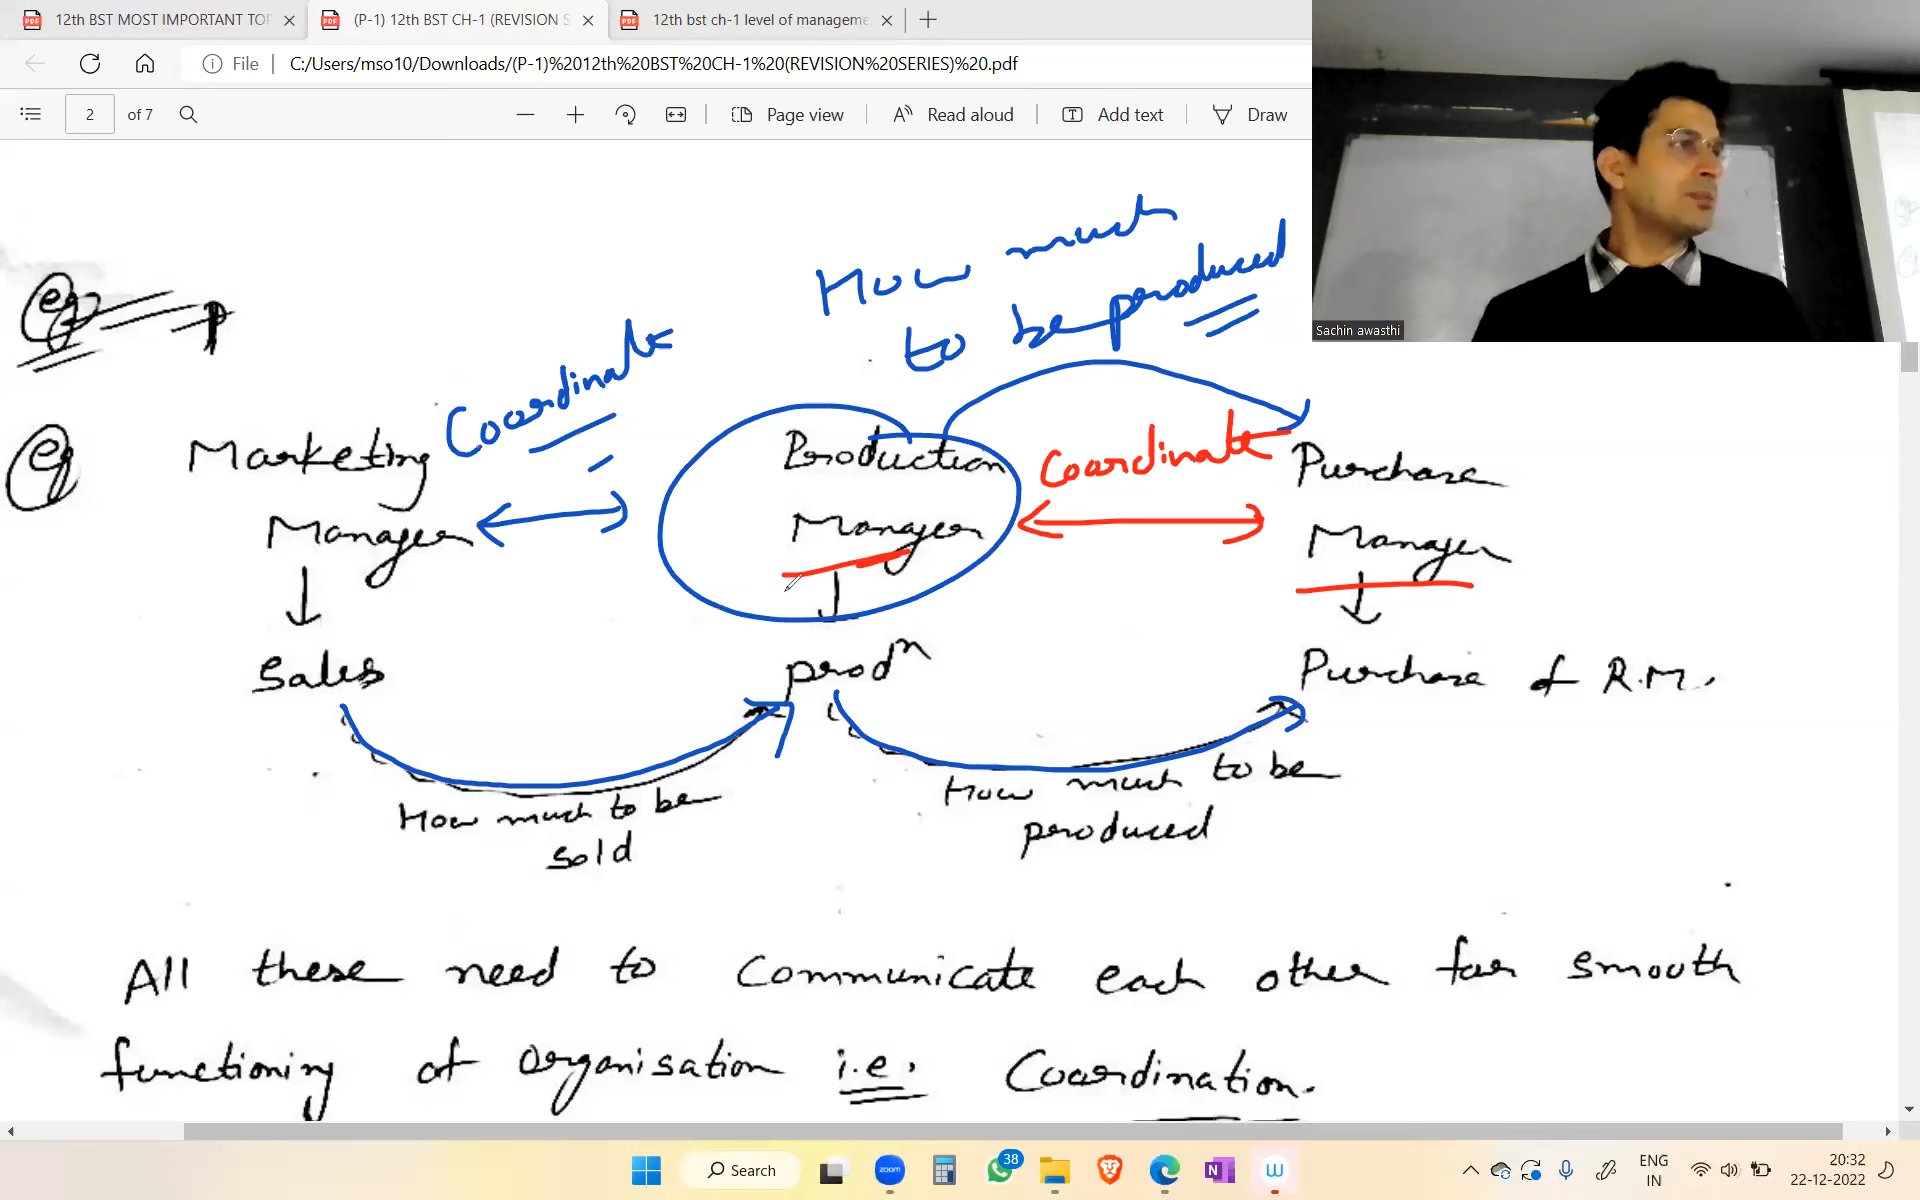 12th BST MOST IMPORTANT TOP
(P-1) 12th BST CH-1 (REVISION S
12th bst ch-1 level of manageme
File
C:/Users/mso10/Downloads/(P-1)%2012th%20BST%20CH-1%20(REVISION%20SERIES)%20.pdf
2 of 7
Page view
Read aloud
Add text
Draw
Sachin awasthi
How much
to be produced
eg
Coordinate
eg
Marketing
Manager
Production
Manager
Coordinate
Purchase
Manager
Sales
prodn
Purchase of R.M.
How much to be
sold
How much to be
produced
All these need to communicate each other for smooth
functioning of organisation i.e. Coordination.
Search
zoom
38
ENG
IN
20:32
22-12-2022